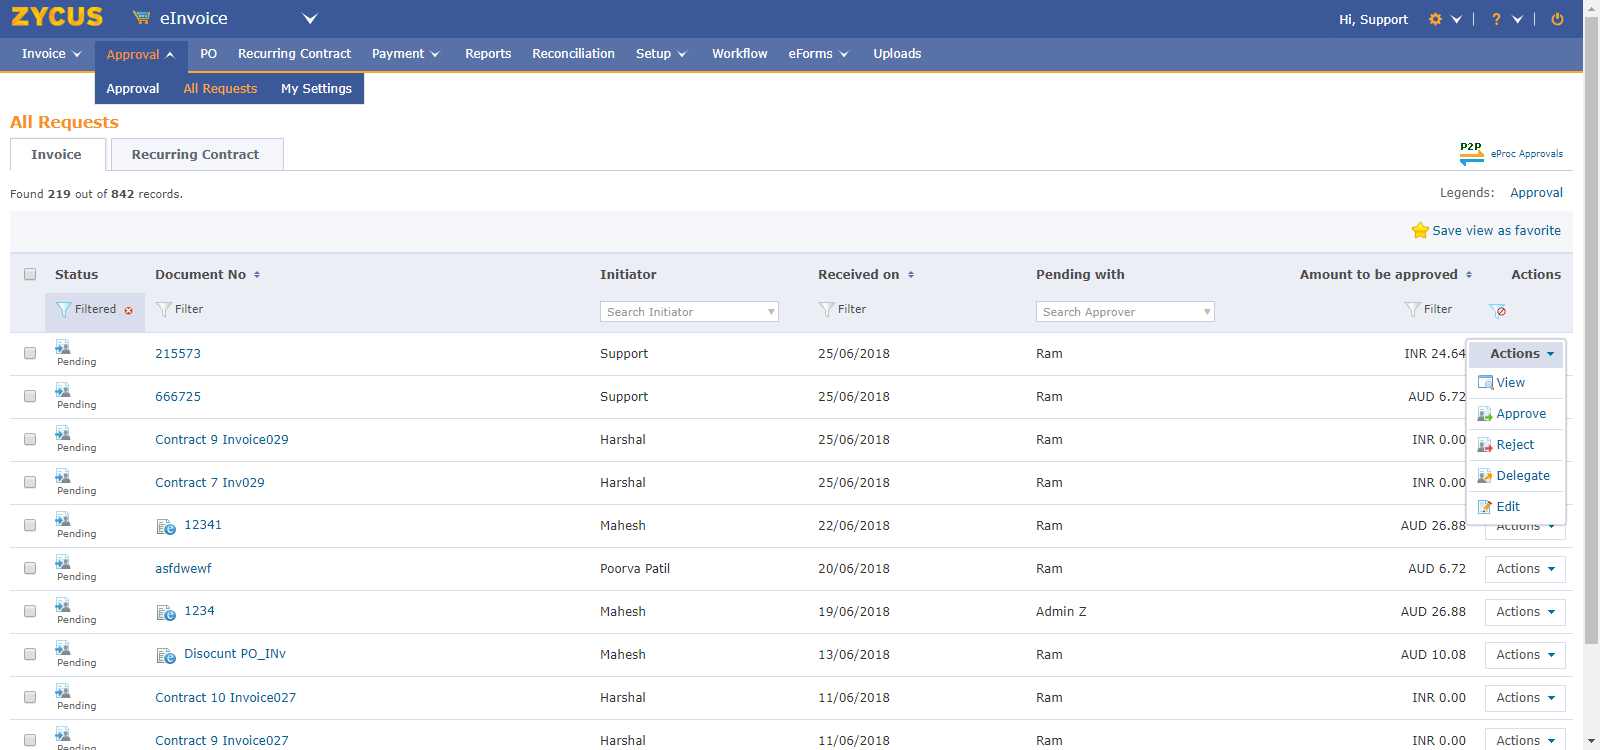 ZYCUS eInvoice Hi, Support ?
Invoice Approval PO Recurring Contract Payment Reports Reconciliation Setup Workflow eForms Uploads
Approval All Requests My Settings
All Requests
Invoice Recurring Contract P2P eProc Approvals
Found 219 out of 842 records. Legends: Approval
Save view as favorite
Status Document No Initiator Received on Pending with Amount to be approved Actions
Filtered Filter Search Initiator Filter Search Approver Filter
Pending 215573 Support 25/06/2018 Ram INR 24.64 Actions
View
Pending 666725 Support 25/06/2018 Ram AUD 6.72
Approve
Pending Contract 9 Invoice029 Harshal 25/06/2018 Ram INR 0.00
Reject
Pending Contract 7 Inv029 Harshal 25/06/2018 Ram INR 0.00
Delegate
Edit
Pending 12341 Mahesh 22/06/2018 Ram AUD 26.88 Actions
Pending asfdwewf Poorva Patil 20/06/2018 Ram AUD 6.72 Actions
Pending 1234 Mahesh 19/06/2018 Admin Z AUD 26.88 Actions
Pending Disocunt PO_INv Mahesh 13/06/2018 Ram AUD 10.08 Actions
Pending Contract 10 Invoice027 Harshal 11/06/2018 Ram INR 0.00 Actions
Pending Contract 9 Invoice027 Harshal 11/06/2018 Ram INR 0.00 Actions